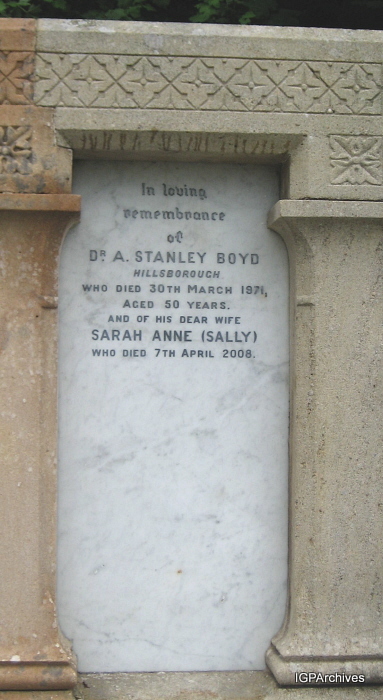 In loving
remembrance
of
Dr A. STANLEY BOYD
HILLSBOROUGH
WHO DIED 30TH MARCH 1971,
AGED 50 YEARS.
AND OF HIS DEAR WIFE
SARAH ANNE (SALLY)
WHO DIED 7TH APRIL 2008.
IGPArchives